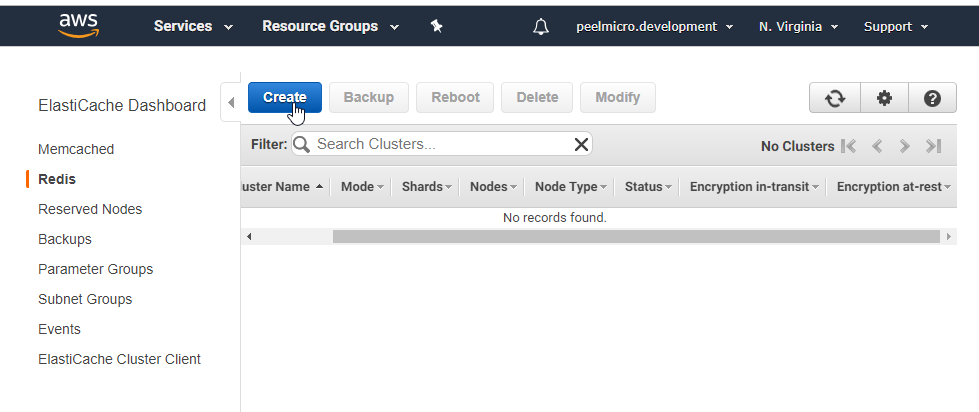 aws Services Resource Groups peelmicro.development N. Virginia Support
ElastiCache Dashboard
Memcached
Redis
Reserved Nodes
Backups
Parameter Groups
Subnet Groups
Events
ElastiCache Cluster Client
Create Backup Reboot Delete Modify
Filter: Search Clusters... No Clusters
uster Name Mode Shards Nodes Node Type Status Encryption in-transit Encryption at-rest
No records found.